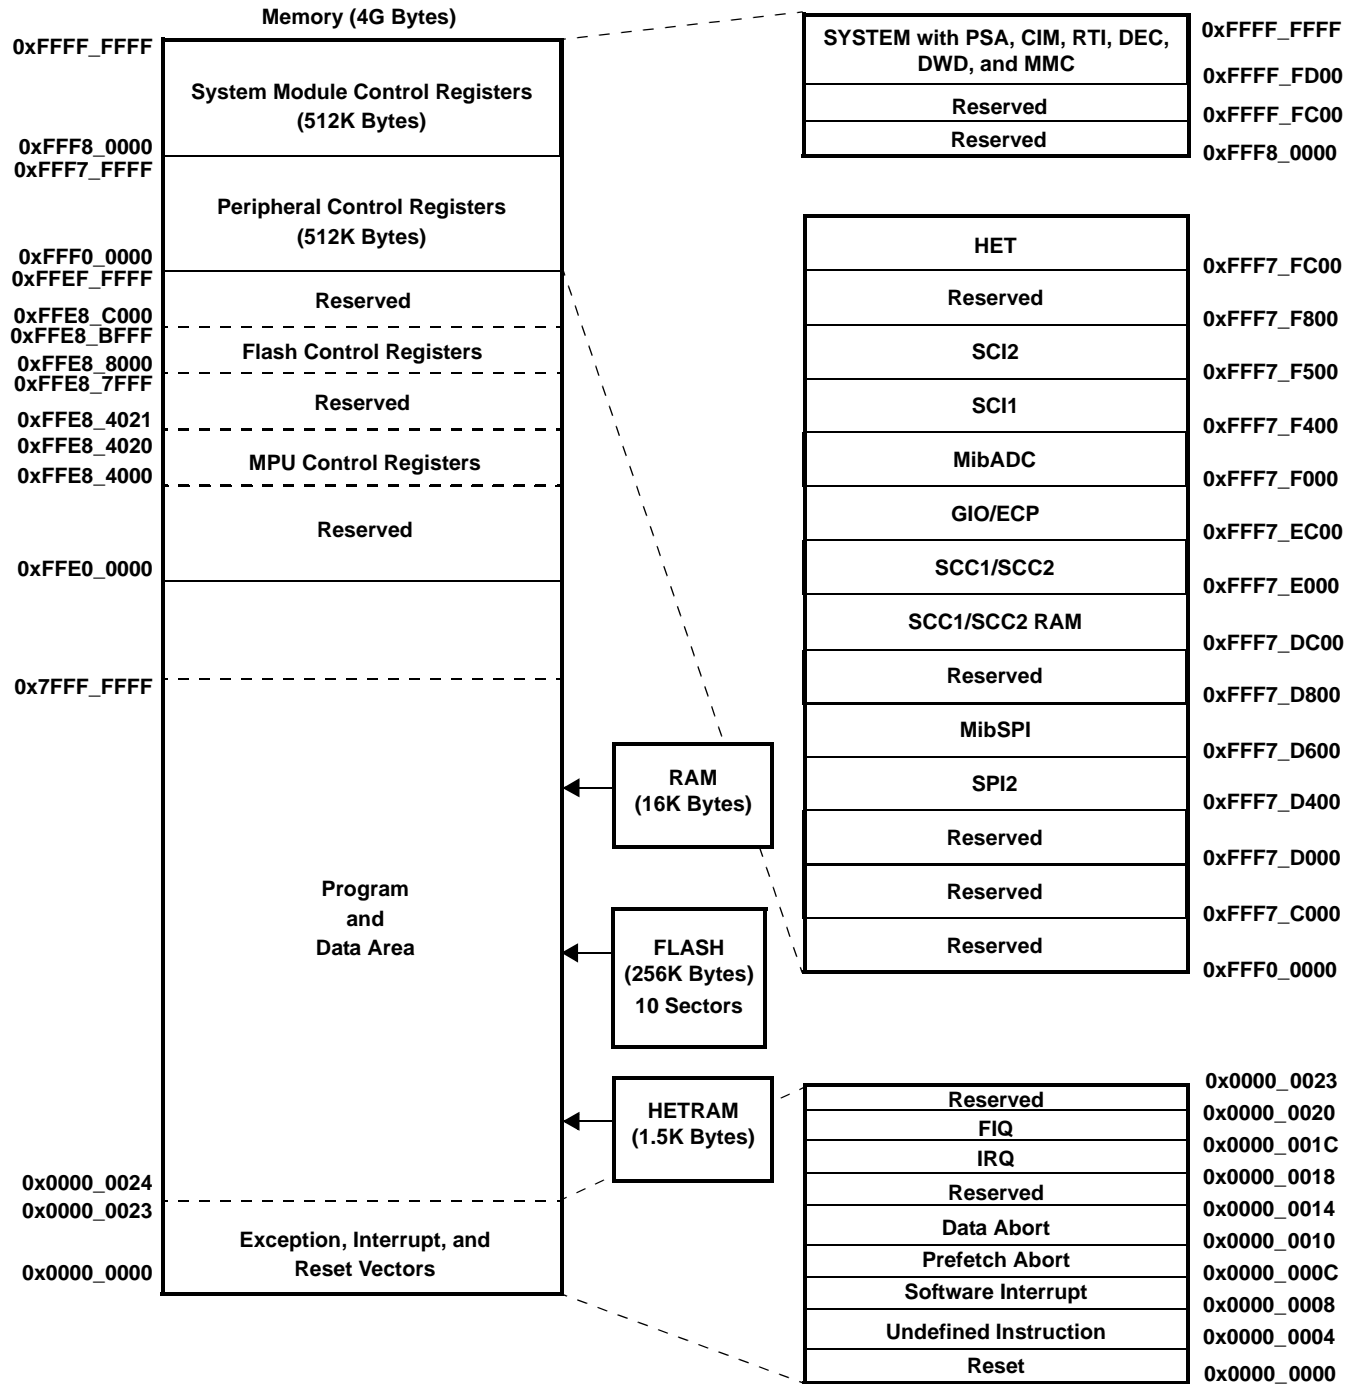 Memory (4G Bytes)
0xFFFF_FFFF
System Module Control Registers
(512K Bytes)
0xFFF8_0000
0xFFF7_FFFF
Peripheral Control Registers
(512K Bytes)
0xFFF0_0000
0xFFEF_FFFF
Reserved
0xFFE8_C000
0xFFE8_BFFF
Flash Control Registers
0xFFE8_8000
0xFFE8_7FFF
Reserved
0xFFE8_4021
0xFFE8_4020
MPU Control Registers
0xFFE8_4000
Reserved
0xFFE0_0000
0x7FFF_FFFF
Program
and
Data Area
0x0000_0024
0x0000_0023
Exception, Interrupt, and
Reset Vectors
0x0000_0000
RAM
(16K Bytes)
FLASH
(256K Bytes)
10 Sectors
HETRAM
(1.5K Bytes)
SYSTEM with PSA, CIM, RTI, DEC,
DWD, and MMC
0xFFFF_FFFF
0xFFFF_FD00
Reserved
0xFFFF_FC00
Reserved
0xFFF8_0000
HET
0xFFF7_FC00
Reserved
0xFFF7_F800
SCI2
0xFFF7_F500
SCI1
0xFFF7_F400
MibADC
0xFFF7_F000
GIO/ECP
0xFFF7_EC00
SCC1/SCC2
0xFFF7_E000
SCC1/SCC2 RAM
0xFFF7_DC00
Reserved
0xFFF7_D800
MibSPI
0xFFF7_D600
SPI2
0xFFF7_D400
Reserved
0xFFF7_D000
Reserved
0xFFF7_C000
Reserved
0xFFF0_0000
0x0000_0023
Reserved
0x0000_0020
FIQ
0x0000_001C
IRQ
0x0000_0018
Reserved
0x0000_0014
Data Abort
0x0000_0010
Prefetch Abort
0x0000_000C
Software Interrupt
0x0000_0008
Undefined Instruction
0x0000_0004
Reset
0x0000_0000